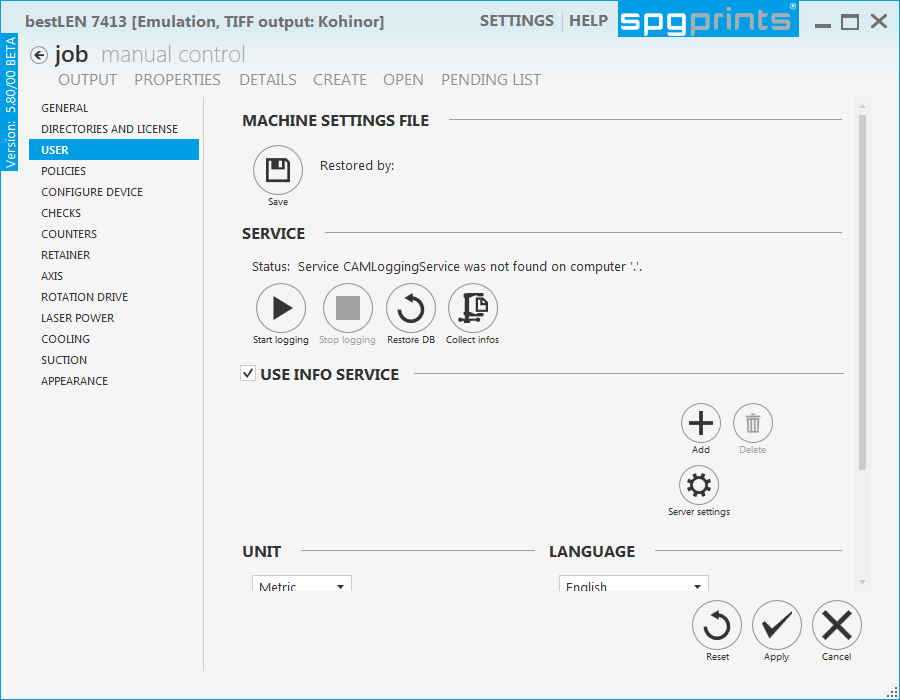 bestLEN 7413 [Emulation, TIFF output: Kohinor]
SETTINGS HELP
spgprints®
Version: 5.80/00 BETA
job manual control
OUTPUT PROPERTIES DETAILS CREATE OPEN PENDING LIST
GENERAL
DIRECTORIES AND LICENSE
USER
POLICIES
CONFIGURE DEVICE
CHECKS
COUNTERS
RETAINER
AXIS
ROTATION DRIVE
LASER POWER
COOLING
SUCTION
APPEARANCE
MACHINE SETTINGS FILE
Restored by:
Save
SERVICE
Status: Service CAMLoggingService was not found on computer '.'.
Start logging Stop logging Restore DB Collect infos
USE INFO SERVICE
Add Delete
Server settings
UNIT LANGUAGE
Metric English
Reset Apply Cancel